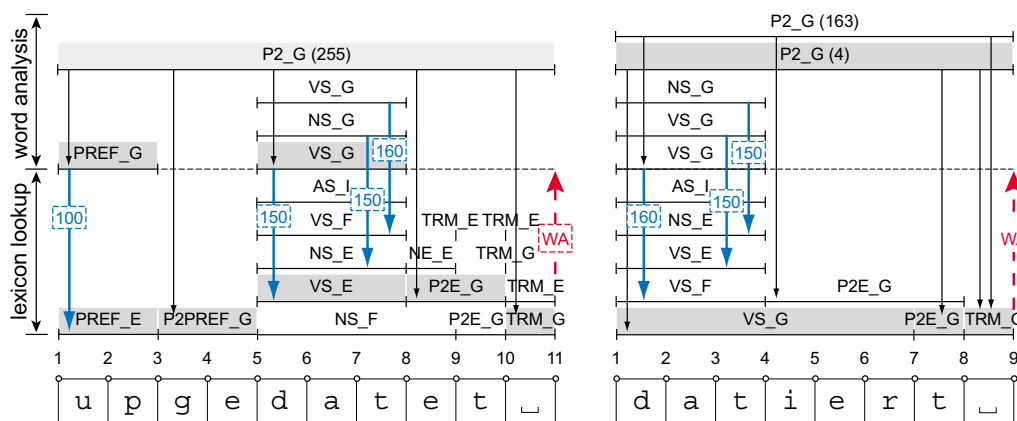 P2_G (163)
P2_G (255) P2_G (4)
word analysis
VS_G NS_G
NS_G VS_G
PREF_G VS_G 160 VS_G 150
lexicon lookup
AS_I AS_I
100 150 150 160 150
VS_F TRM_E TRM_E NS_E
WA WA
NS_E NE_E TRM_G VS_E
VS_E P2E_G TRM_E VS_F P2E_G
PREF_E P2PREF_G NS_F P2E_G TRM_G VS_G P2E_G TRM_G
1 2 3 4 5 6 7 8 9 10 11 1 2 3 4 5 6 7 8 9
u p g e d a t e t ␣ d a t i e r t ␣